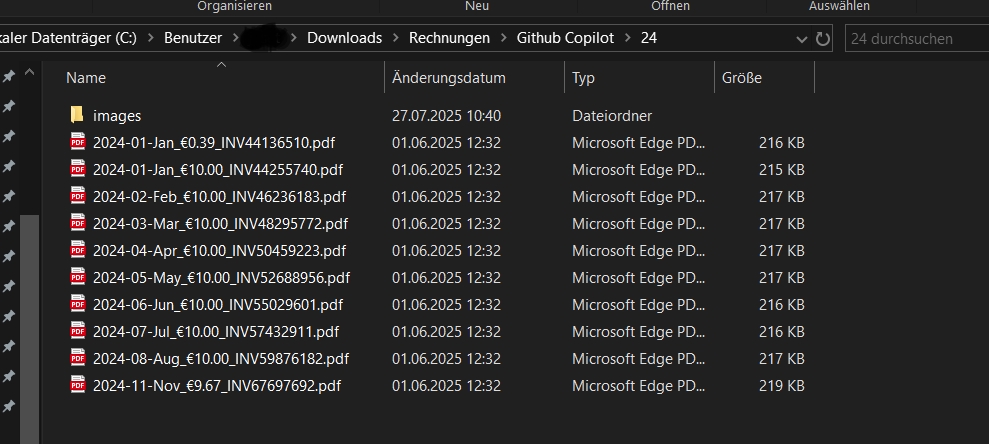 Organisieren Neu Öffnen Auswählen
kaler Datenträger (C:) > Benutzer > > Downloads > Rechnungen > Github Copilot > 24 24 durchsuchen
Name Änderungsdatum Typ Größe
images 27.07.2025 10:40 Dateiordner
2024-01-Jan_€0.39_INV44136510.pdf 01.06.2025 12:32 Microsoft Edge PD... 216 KB
2024-01-Jan_€10.00_INV44255740.pdf 01.06.2025 12:32 Microsoft Edge PD... 215 KB
2024-02-Feb_€10.00_INV46236183.pdf 01.06.2025 12:32 Microsoft Edge PD... 217 KB
2024-03-Mar_€10.00_INV48295772.pdf 01.06.2025 12:32 Microsoft Edge PD... 217 KB
2024-04-Apr_€10.00_INV50459223.pdf 01.06.2025 12:32 Microsoft Edge PD... 217 KB
2024-05-May_€10.00_INV52688956.pdf 01.06.2025 12:32 Microsoft Edge PD... 217 KB
2024-06-Jun_€10.00_INV55029601.pdf 01.06.2025 12:32 Microsoft Edge PD... 216 KB
2024-07-Jul_€10.00_INV57432911.pdf 01.06.2025 12:32 Microsoft Edge PD... 216 KB
2024-08-Aug_€10.00_INV59876182.pdf 01.06.2025 12:32 Microsoft Edge PD... 217 KB
2024-11-Nov_€9.67_INV67697692.pdf 01.06.2025 12:32 Microsoft Edge PD... 219 KB